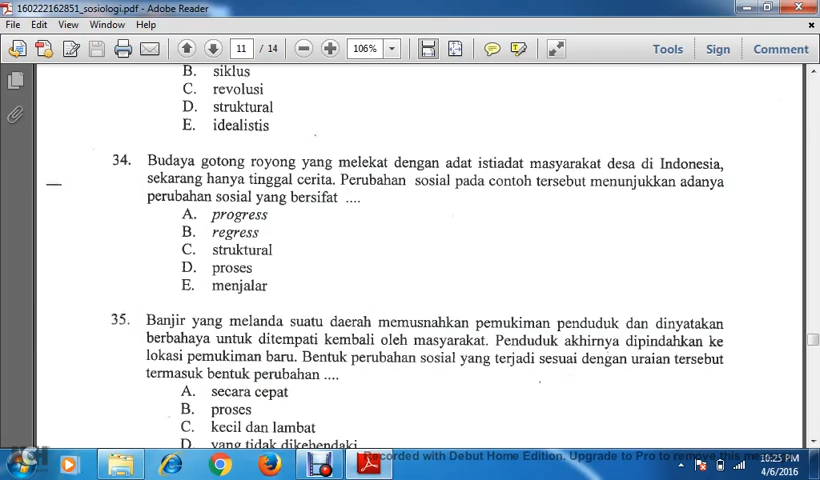 160222162851_sosiologi.pdf - Adobe Reader
File Edit View Window Help
11 / 14 106% Tools Sign Comment
B. siklus
C. revolusi
D. struktural
E. idealistis
34. Budaya gotong royong yang melekat dengan adat istiadat masyarakat desa di Indonesia,
sekarang hanya tinggal cerita. Perubahan sosial pada contoh tersebut menunjukkan adanya
perubahan sosial yang bersifat ....
A. progress
B. regress
C. struktural
D. proses
E. menjalar
35. Banjir yang melanda suatu daerah memusnahkan pemukiman penduduk dan dinyatakan
berbahaya untuk ditempati kembali oleh masyarakat. Penduduk akhirnya dipindahkan ke
lokasi pemukiman baru. Bentuk perubahan sosial yang terjadi sesuai dengan uraian tersebut
termasuk bentuk perubahan ....
A. secara cepat
B. proses
C. kecil dan lambat
D. yang tidak dikehendaki
Recorded with Debut Home Edition. Upgrade to Pro to remove this me
10:25 PM
4/6/2016